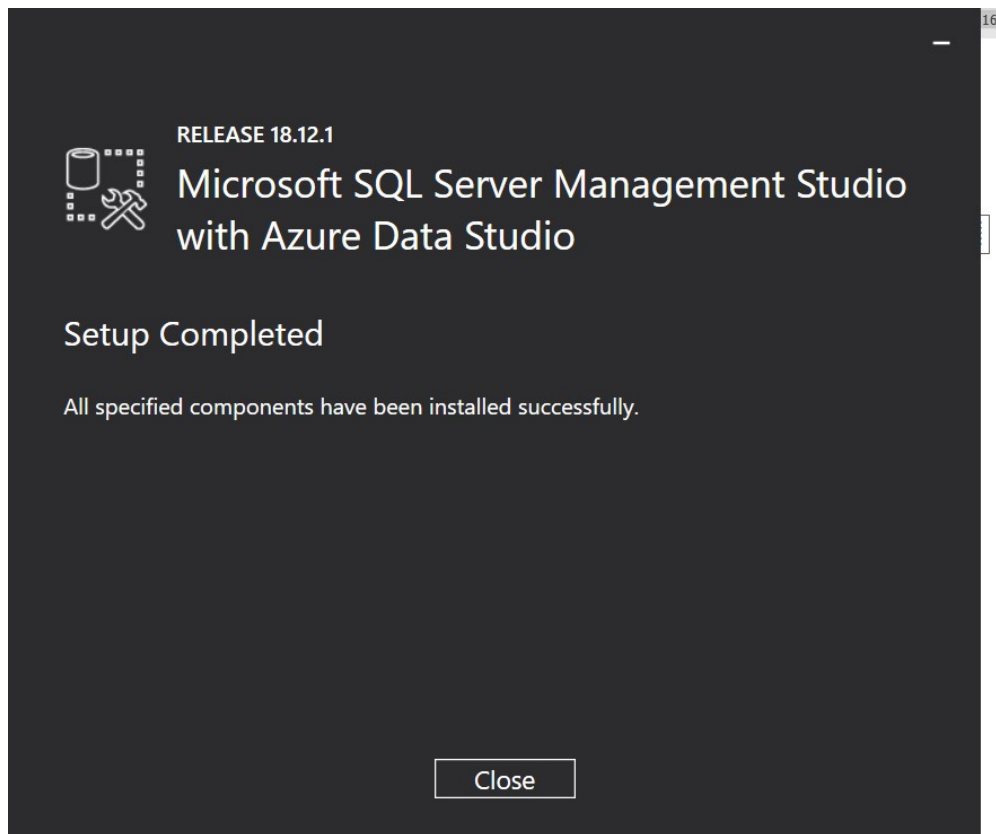 16
RELEASE 18.12.1
Microsoft SQL Server Management Studio
with Azure Data Studio
Setup Completed
All specified components have been installed successfully.
Close